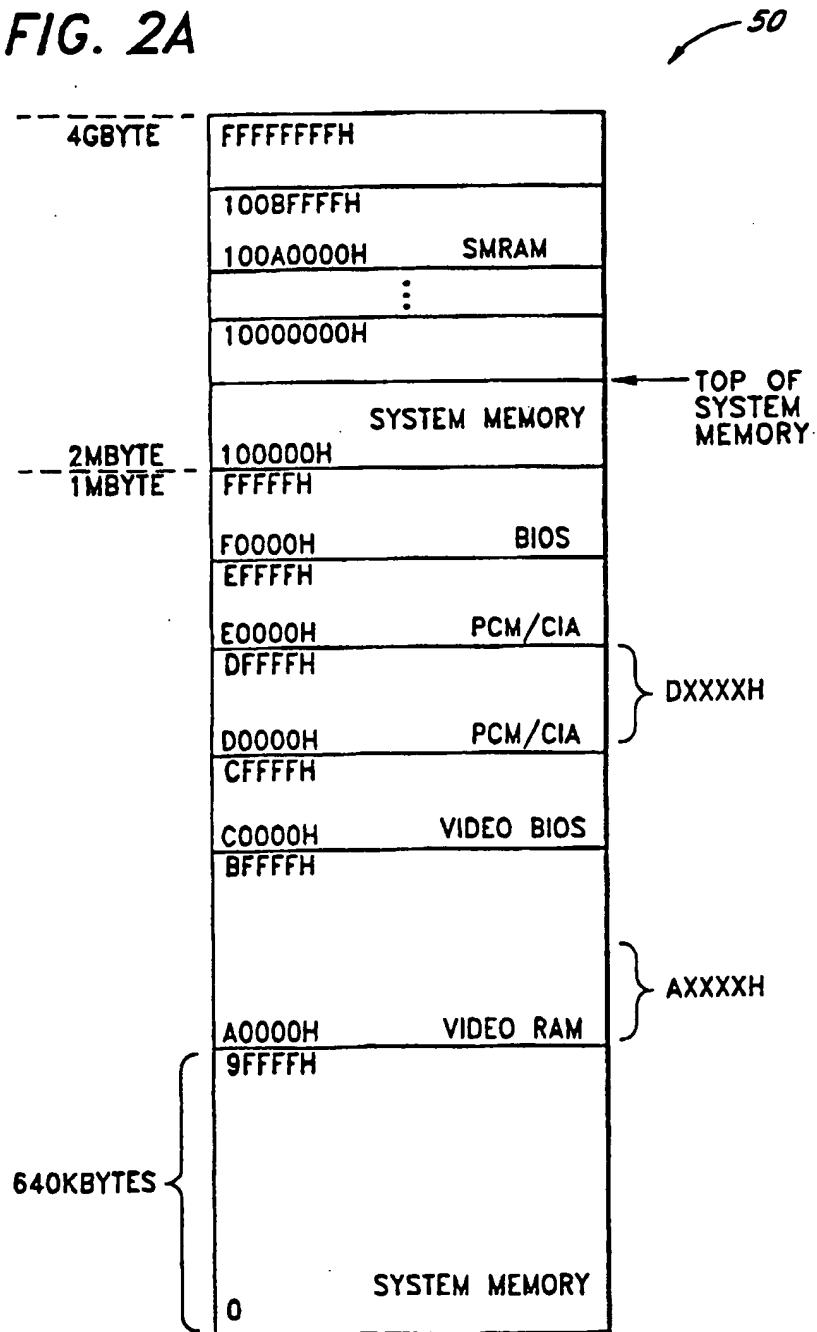 FIG. 2A
50
4GBYTE FFFFFFFFH
100BFFFFH
100A0000H SMRAM
10000000H
TOP OF
SYSTEM
MEMORY
SYSTEM MEMORY
2MBYTE 100000H
1MBYTE FFFFFH
F0000H BIOS
EFFFFH
E0000H PCM/CIA
DFFFFH
DXXXXH
D0000H PCM/CIA
CFFFFH
C0000H VIDEO BIOS
BFFFFH
AXXXXH
A0000H VIDEO RAM
9FFFFH
640KBYTES
SYSTEM MEMORY
0